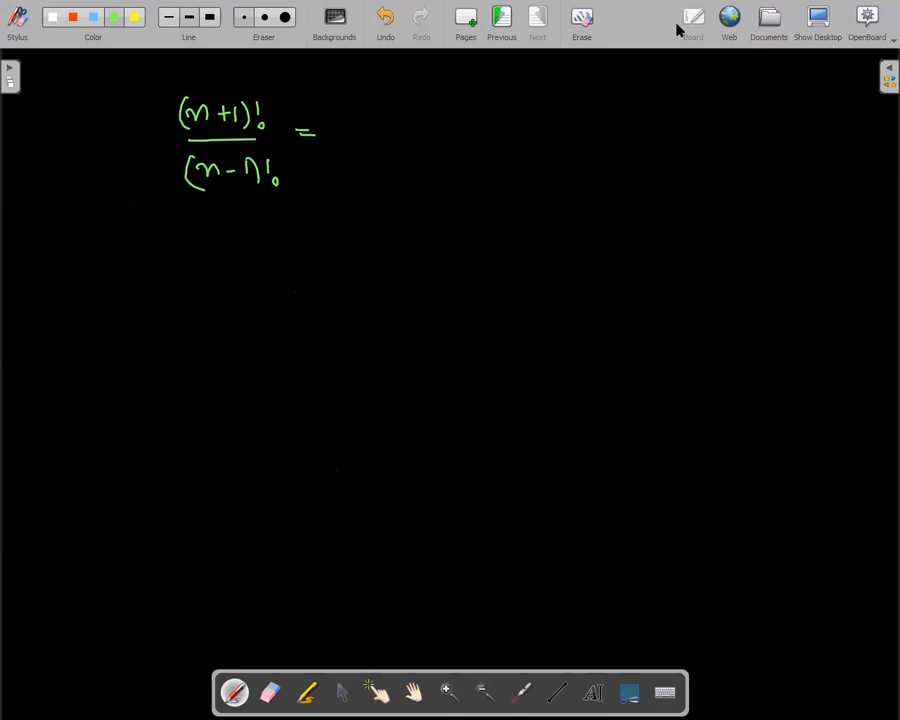 Stylus Color Line Eraser Backgrounds Undo Redo Pages Previous Next Erase Board Web Documents Show Desktop OpenBoard
(n+1)!
——— =
(n-1)!
AI